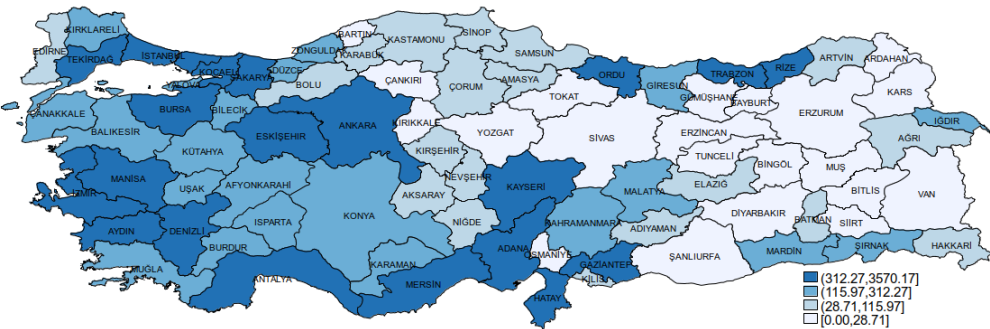 KIRKLARELİ
EDİRNE
TEKİRDAĞ
İSTANBUL
KOCAELİ
YALOVA
SAKARYA
DÜZCE
ZONGULDAK
BARTIN
KARABÜK
KASTAMONU
SİNOP
SAMSUN
BOLU
ÇANKIRI
ÇORUM
AMASYA
ORDU
GİRESUN
TRABZON
RİZE
ARTVİN
ARDAHAN
GÜMÜŞHANE
BAYBURT
KARS
ÇANAKKALE
BALIKESİR
BURSA
BİLECİK
ESKİŞEHİR
ANKARA
KIRIKKALE
YOZGAT
TOKAT
SİVAS
ERZİNCAN
ERZURUM
IĞDIR
AĞRI
KÜTAHYA
KIRŞEHİR
NEVŞEHİR
KAYSERİ
TUNCELİ
BİNGÖL
MUŞ
BİTLİS
VAN
MANİSA
İZMİR
UŞAK
AFYONKARAHİ
AKSARAY
MALATYA
ELAZIĞ
AYDIN
DENİZLİ
ISPARTA
KONYA
NİĞDE
KAHRAMANMARA
ADIYAMAN
DİYARBAKIR
BATMAN
SİİRT
BURDUR
MUĞLA
ANTALYA
KARAMAN
MERSİN
ADANA
OSMANİYE
GAZİANTEP
KİLİS
HATAY
ŞANLIURFA
MARDİN
ŞIRNAK
HAKKARİ
(312.27,3570.17]
(115.97,312.27]
(28.71,115.97]
[0.00,28.71]